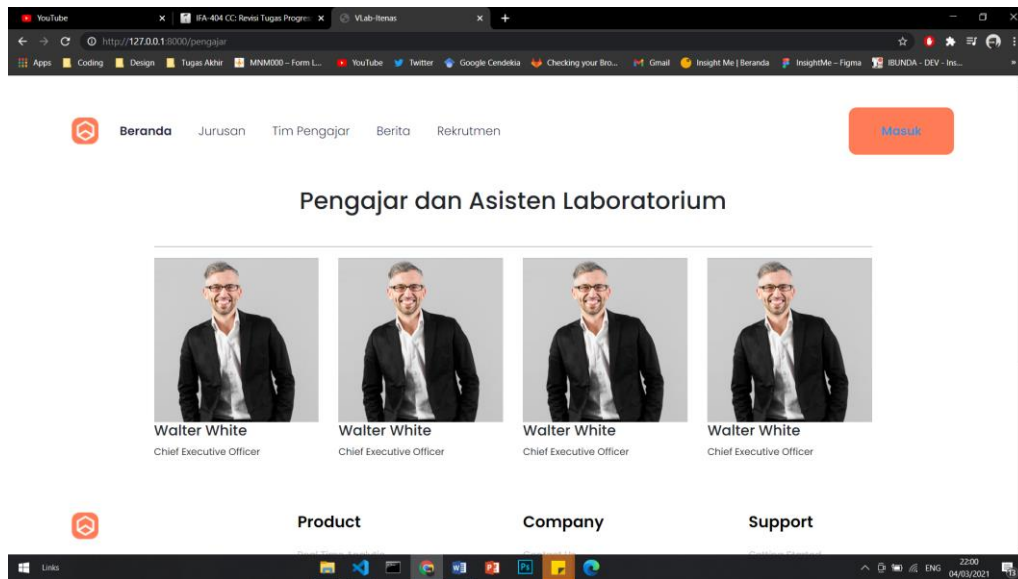 YouTube
IFA-404 CC: Revisi Tugas Progres
VLab-Itenas
http://127.0.0.1:8000/pengajar
Apps Coding Design Tugas Akhir MNM000 – Form L... YouTube Twitter Google Cendekia Checking your Bro... Gmail Insight Me | Beranda InsightMe – Figma IBUNDA - DEV - Ins...
Beranda Jurusan Tim Pengajar Berita Rekrutmen Masuk
Pengajar dan Asisten Laboratorium
Walter White Walter White Walter White Walter White
Chief Executive Officer Chief Executive Officer Chief Executive Officer Chief Executive Officer
Product Company Support
Links ENG 22:00
04/03/2021